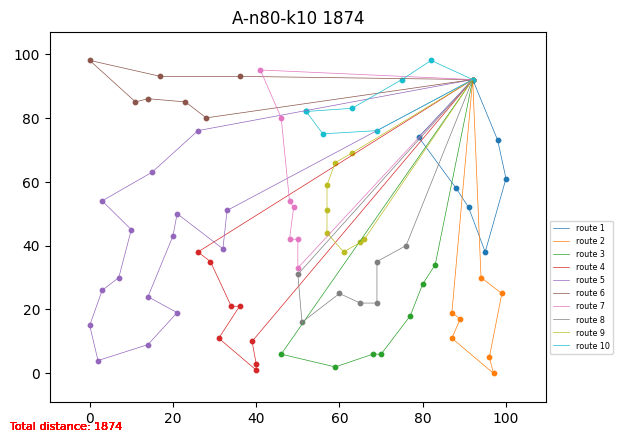 A-n80-k10 1874
100
80
60
40
20
0
0 20 40 60 80 100
route 1
route 2
route 3
route 4
route 5
route 6
route 7
route 8
route 9
route 10
Total distance: 1874